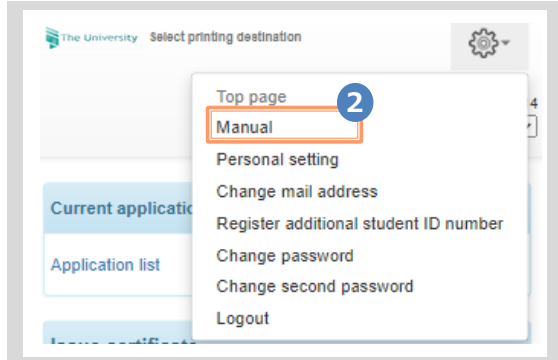 The University Select printing destination
Top page
2
4
Manual
Personal setting
Change mail address
Current applicatio
Register additional student ID number
Application list
Change password
Change second password
Logout